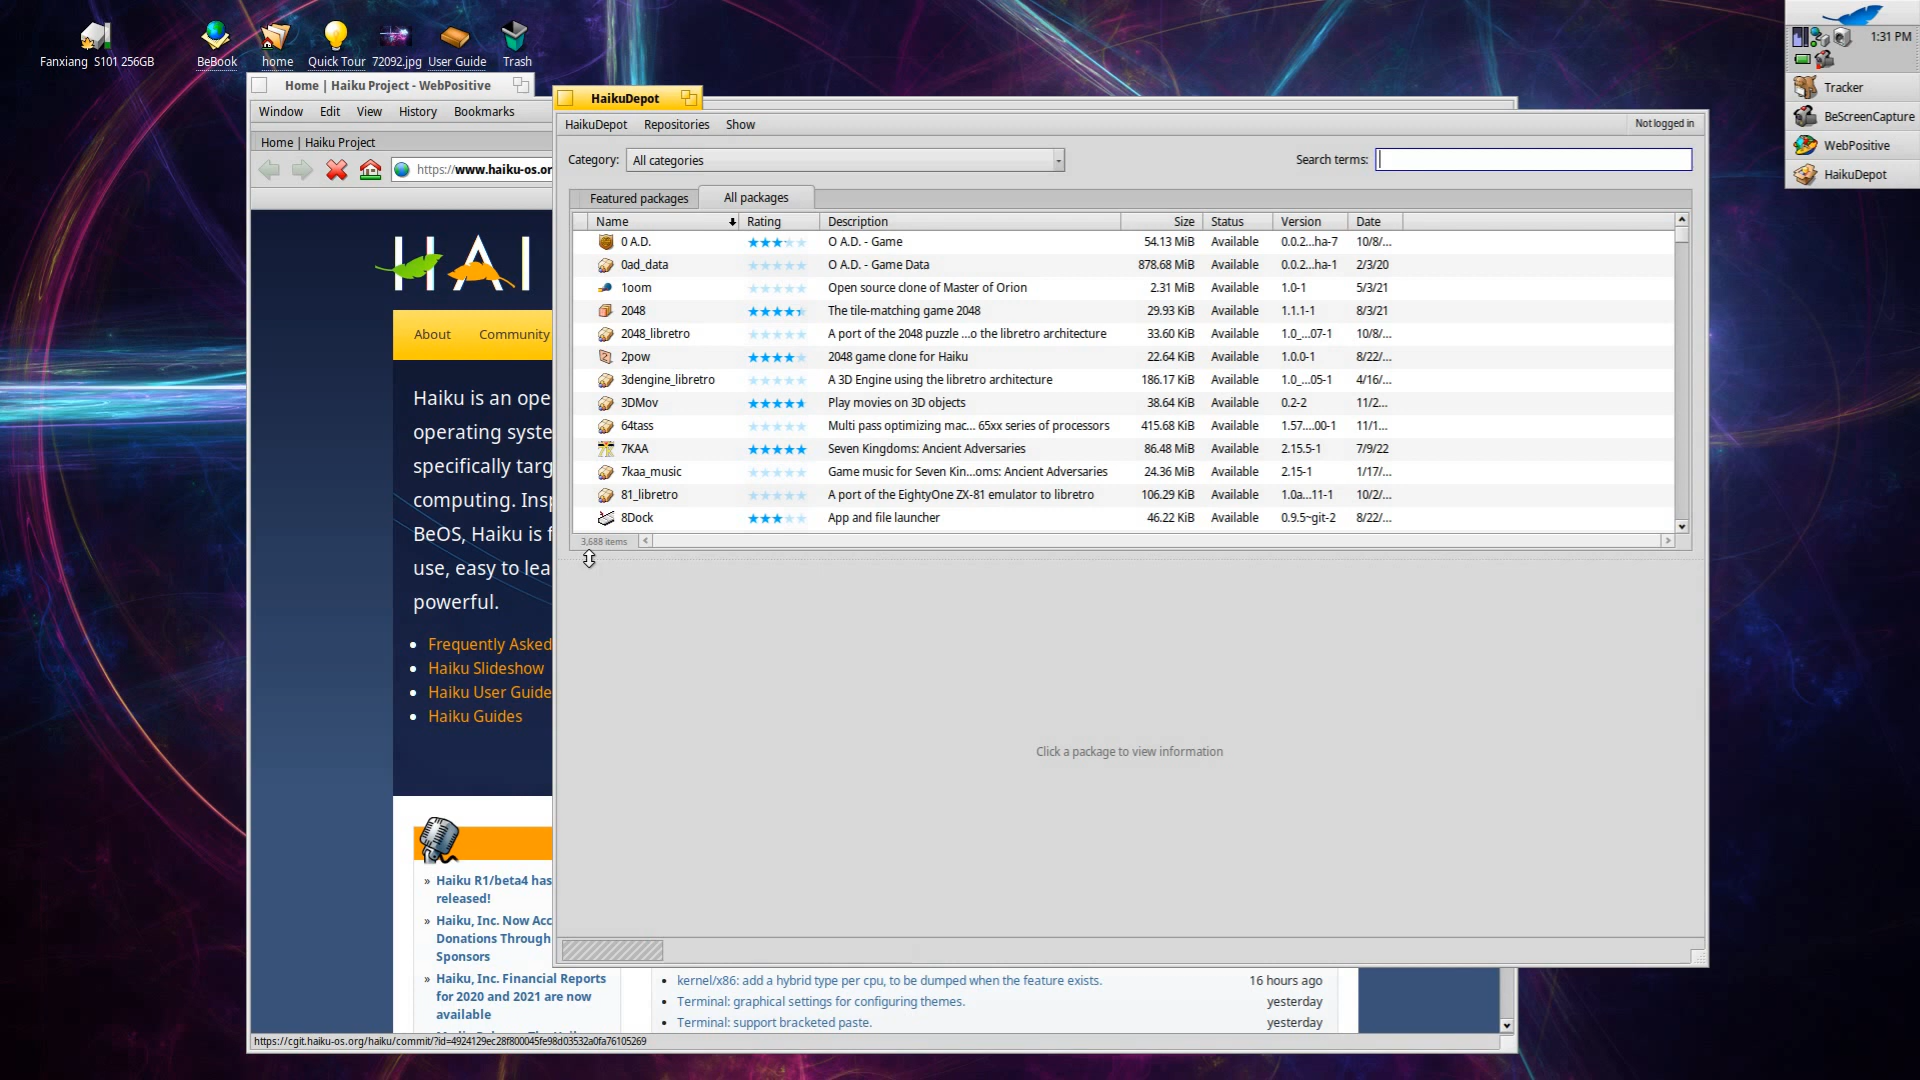 Fanxiang S101 256GB
BeBook
home
Quick Tour
72092.jpg
User Guide
Trash
1:31 PM
Tracker
BeScreenCapture
WebPositive
HaikuDepot
Home | Haiku Project - WebPositive
Window Edit View History Bookmarks
Home | Haiku Project
https://www.haiku-os.or
HAI
About Community
Haiku is an ope
operating syste
specifically targ
computing. Insp
BeOS, Haiku is f
use, easy to lea
powerful.
Frequently Asked
Haiku Slideshow
Haiku User Guide
Haiku Guides
» Haiku R1/beta4 has
released!
» Haiku, Inc. Now Acc
Donations Through
Sponsors
» Haiku, Inc. Financial Reports
for 2020 and 2021 are now
available
kernel/x86: add a hybrid type per cpu, to be dumped when the feature exists. 16 hours ago
Terminal: graphical settings for configuring themes. yesterday
Terminal: support bracketed paste. yesterday
https://cgit.haiku-os.org/haiku/commit/?id=4924129ec28f800045fe98d03532a0fa76105269
HaikuDepot
HaikuDepot Repositories Show Not logged in
Category: All categories Search terms:
Featured packages All packages
Name Rating Description Size Status Version Date
0 A.D. O A.D. - Game 54.13 MiB Available 0.0.2...ha-7 10/8/...
0ad_data O A.D. - Game Data 878.68 MiB Available 0.0.2...ha-1 2/3/20
1oom Open source clone of Master of Orion 2.31 MiB Available 1.0-1 5/3/21
2048 The tile-matching game 2048 29.93 KiB Available 1.1.1-1 8/3/21
2048_libretro A port of the 2048 puzzle ...o the libretro architecture 33.60 KiB Available 1.0_...07-1 10/8/...
2pow 2048 game clone for Haiku 22.64 KiB Available 1.0.0-1 8/22/...
3dengine_libretro A 3D Engine using the libretro architecture 186.17 KiB Available 1.0_...05-1 4/16/...
3DMov Play movies on 3D objects 38.64 KiB Available 0.2-2 11/2...
64tass Multi pass optimizing mac... 65xx series of processors 415.68 KiB Available 1.57....00-1 11/1...
7KAA Seven Kingdoms: Ancient Adversaries 86.48 MiB Available 2.15.5-1 7/9/22
7kaa_music Game music for Seven Kin...oms: Ancient Adversaries 24.36 MiB Available 2.15-1 1/17/...
81_libretro A port of the EightyOne ZX-81 emulator to libretro 106.29 KiB Available 1.0a...11-1 10/2/...
8Dock App and file launcher 46.22 KiB Available 0.9.5~git-2 8/22/...
3,688 items
Click a package to view information